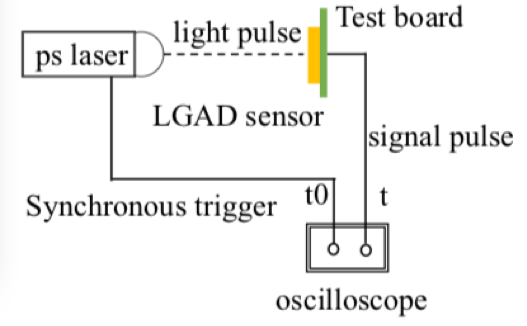 Test board
light pulse
ps laser
LGAD sensor
signal pulse
t0
t
Synchronous trigger
oscilloscope